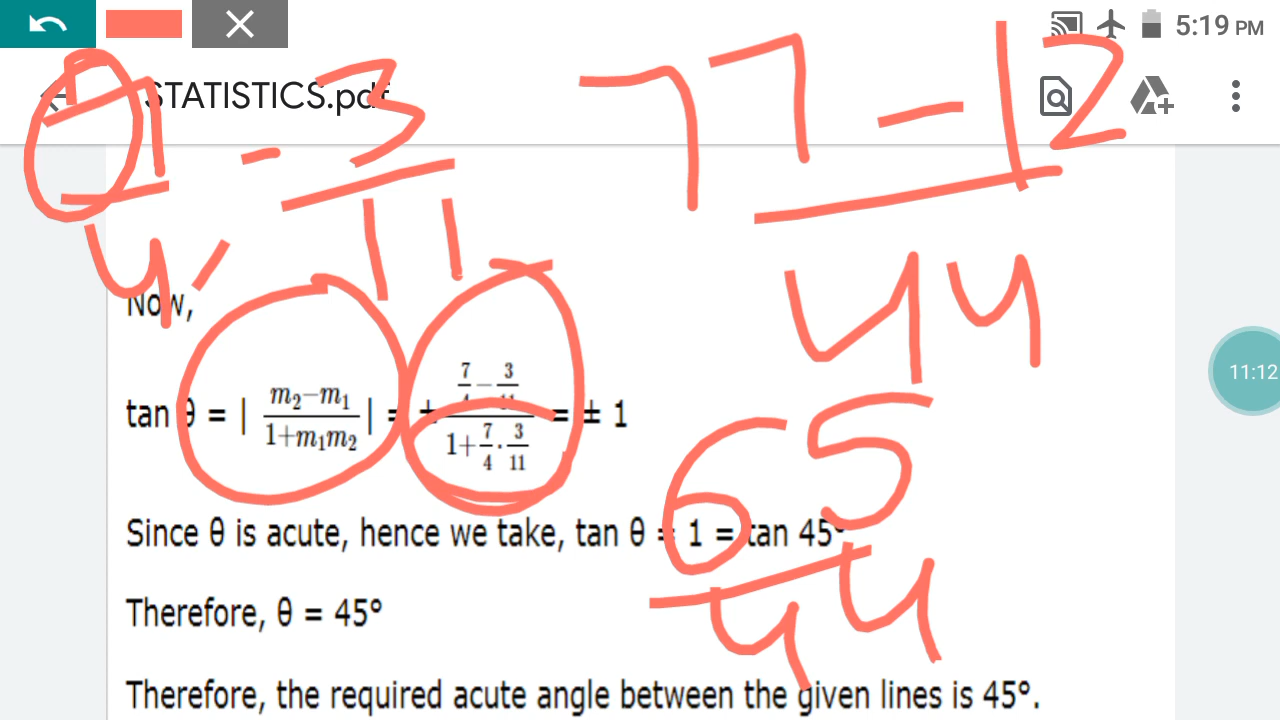 5:19 PM
STATISTICS.pdf
7/4 - 3/11
77 - 12 / 44
11:12
Now,
tan θ = | (m₂−m₁)/(1+m₁m₂) | = ± (7/4 − 3/11)/(1+7/4·3/11) = ± 1
65/44
Since θ is acute, hence we take, tan θ = 1 = tan 45°
Therefore, θ = 45°
Therefore, the required acute angle between the given lines is 45°.